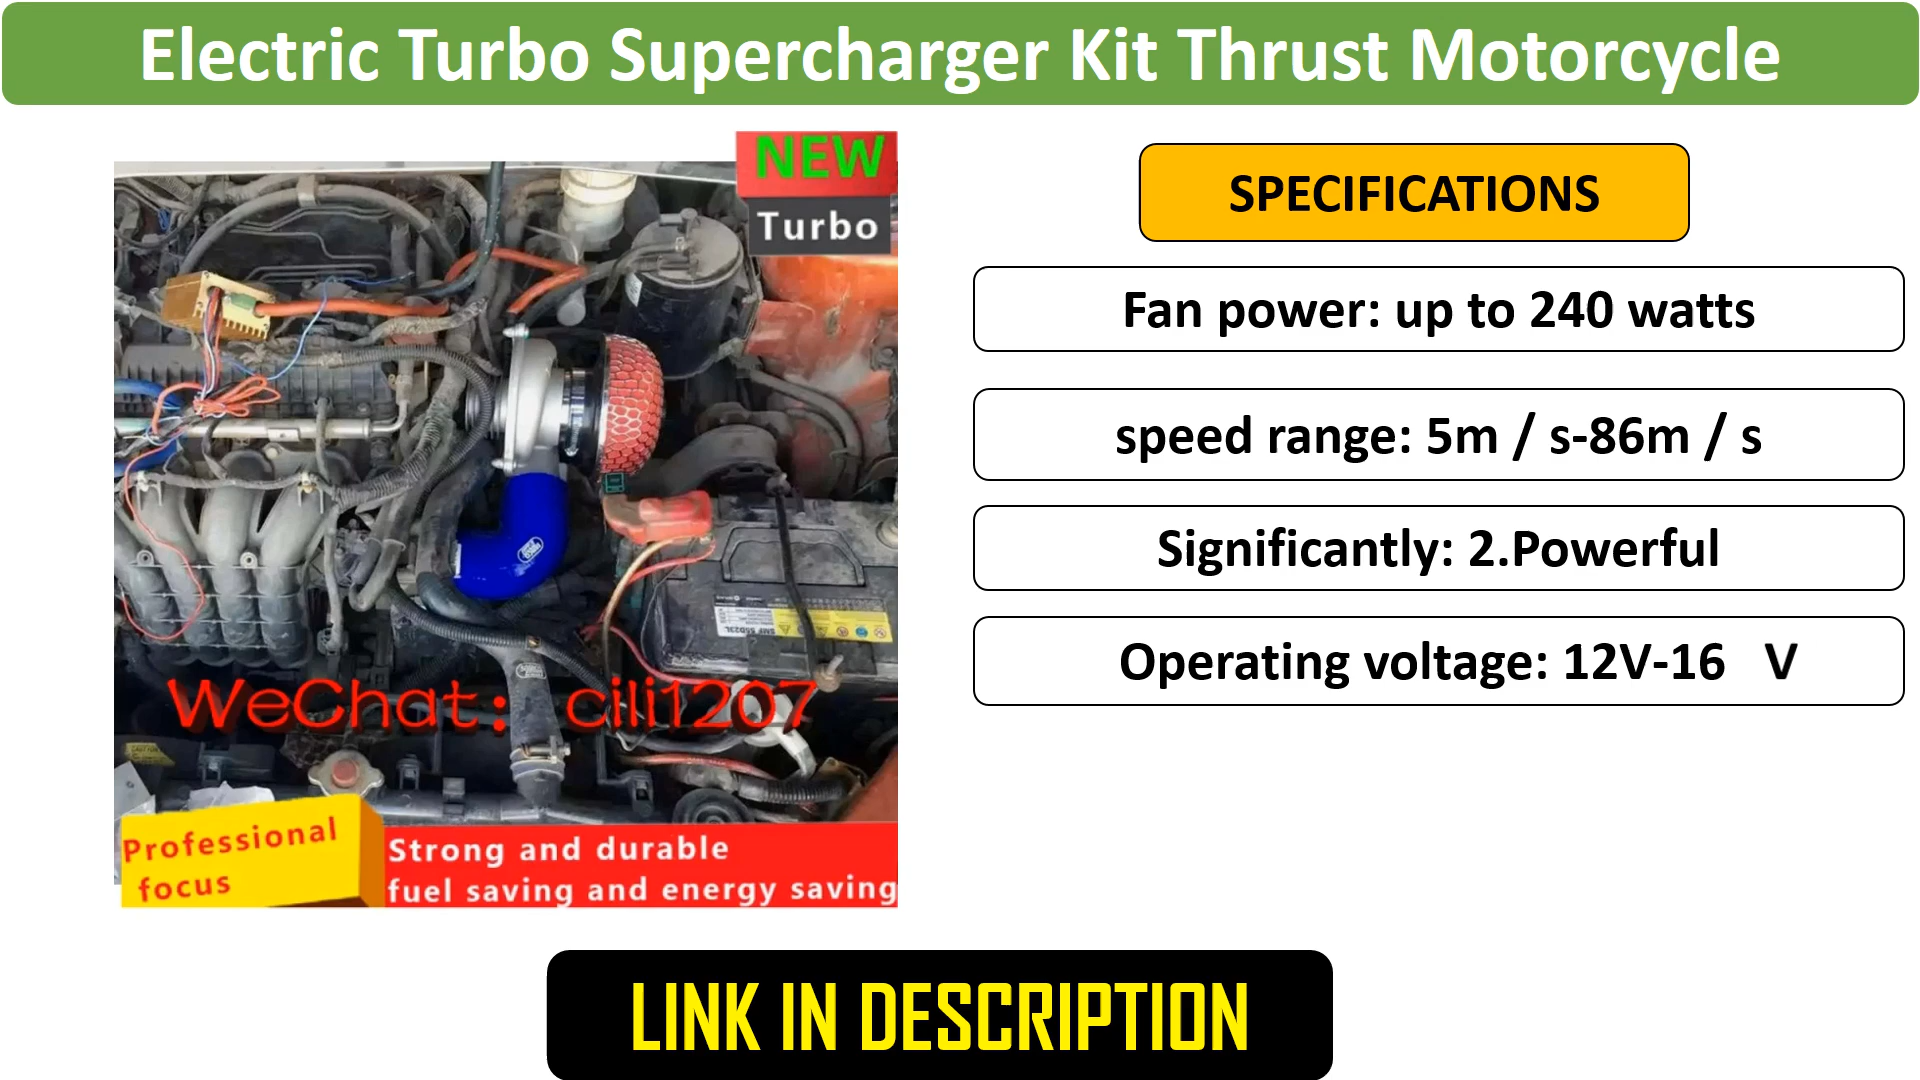 Electric Turbo Supercharger Kit Thrust Motorcycle
NEW
Turbo
WeChat: cili1207
Professional
focus
Strong and durable
fuel saving and energy saving
SPECIFICATIONS
Fan power: up to 240 watts
speed range: 5m / s-86m / s
Significantly: 2.Powerful
Operating voltage: 12V-16 V
LINK IN DESCRIPTION